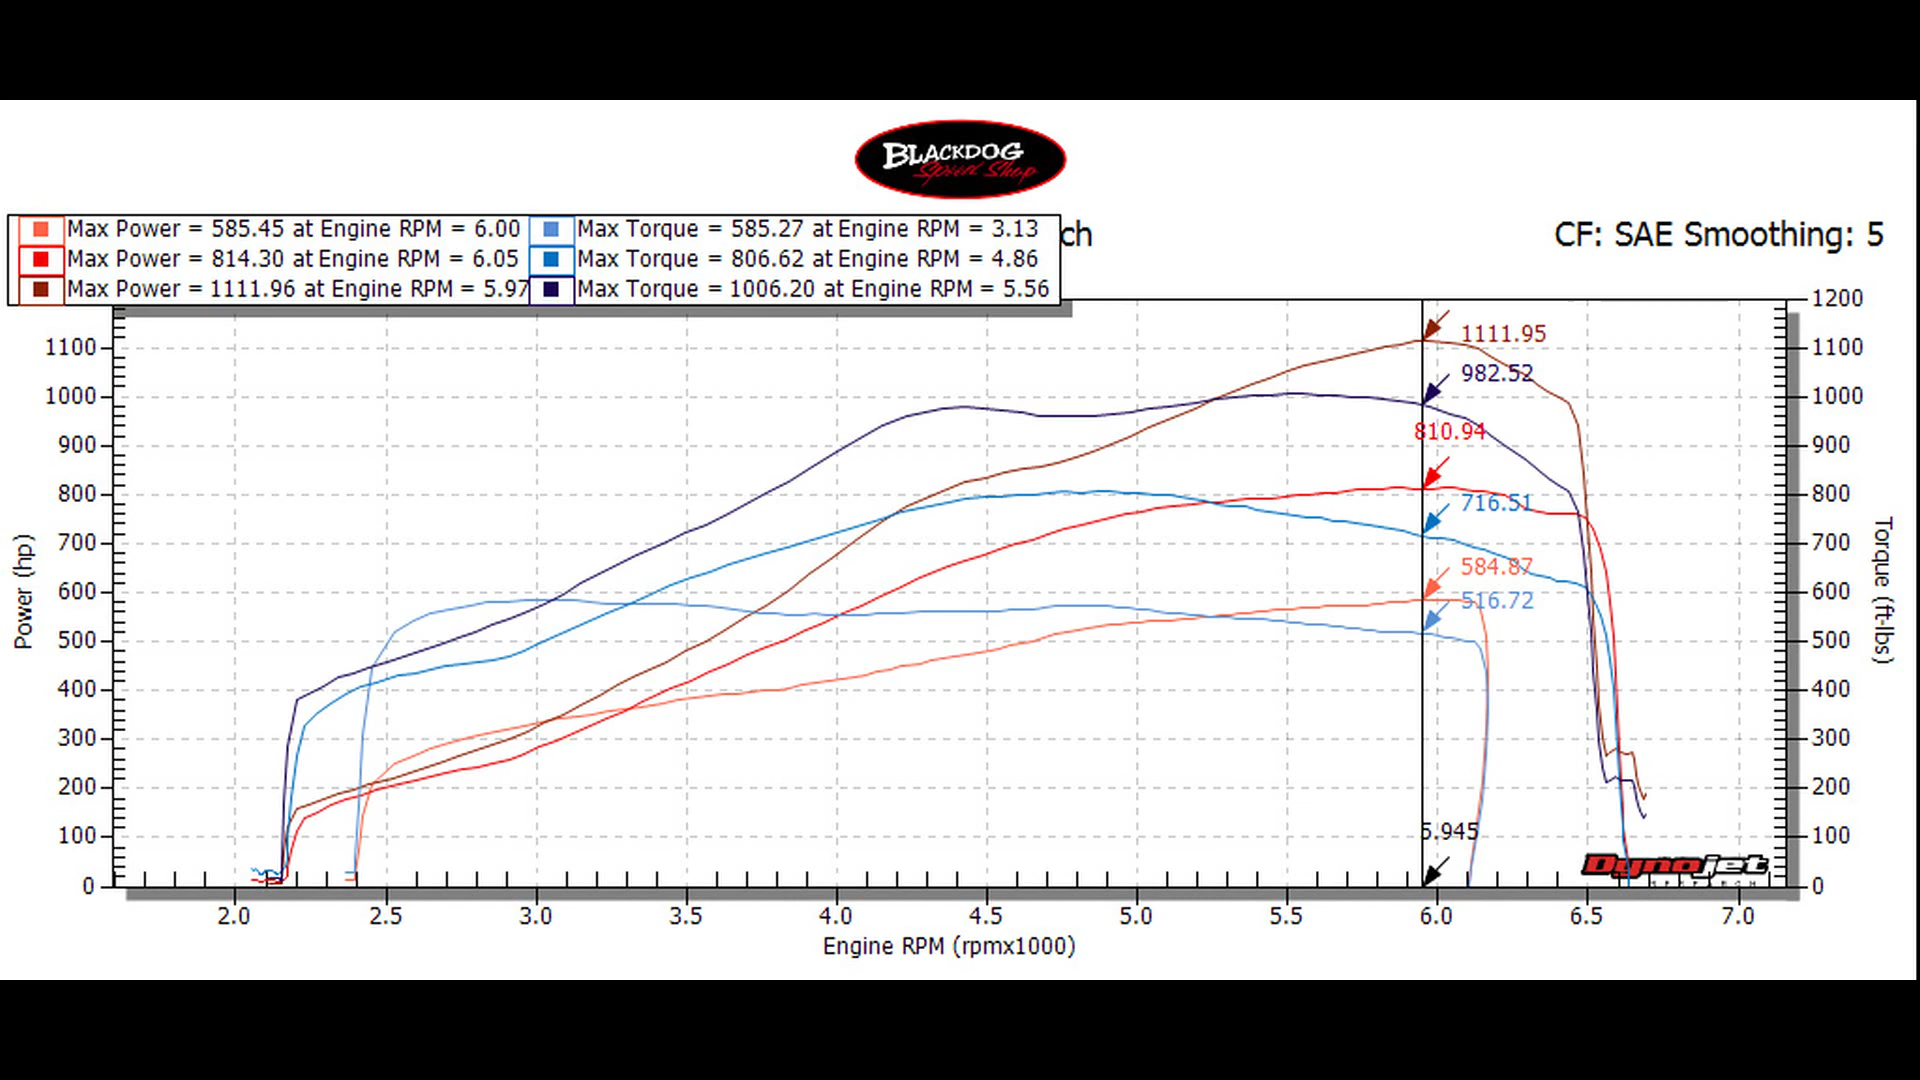 BLACKDOG
Speed Shop
Max Power = 585.45 at Engine RPM = 6.00
Max Torque = 585.27 at Engine RPM = 3.13
Max Power = 814.30 at Engine RPM = 6.05
Max Torque = 806.62 at Engine RPM = 4.86
Max Power = 1111.96 at Engine RPM = 5.97
Max Torque = 1006.20 at Engine RPM = 5.56
ch
CF: SAE Smoothing: 5
1200
1100
1000
900
800
700
600
500
400
300
200
100
0
1100
1000
900
800
700
600
500
400
300
200
100
0
Power (hp)
Torque (ft-lbs)
1111.95
982.52
810.94
716.51
584.87
516.72
5.945
Dynojet
2.0 2.5 3.0 3.5 4.0 4.5 5.0 5.5 6.0 6.5 7.0
Engine RPM (rpmx1000)